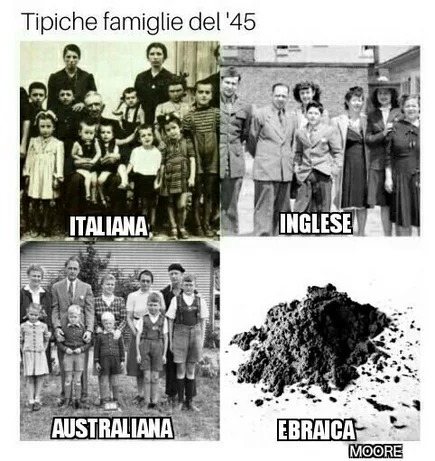 Tipiche famiglie del '45
ITALIANA
INGLESE
AUSTRALIANA
EBRAICA
MOORE